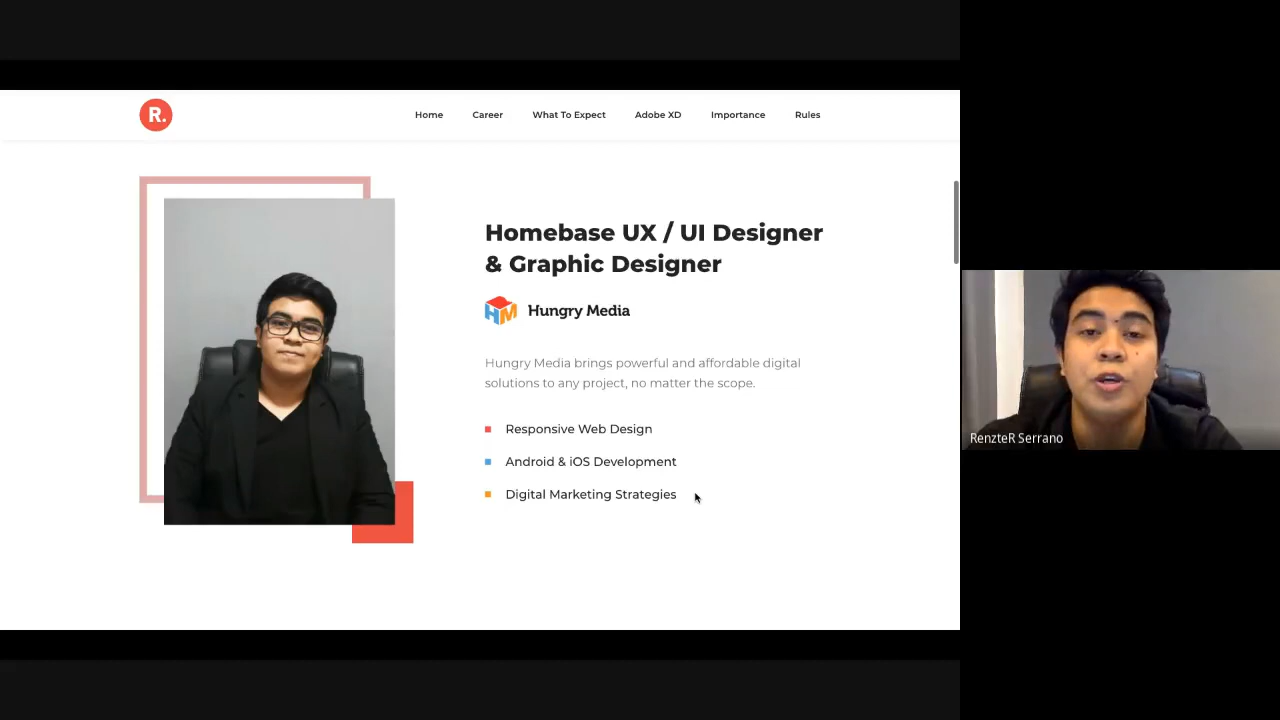 R.
Home Career What To Expect Adobe XD Importance Rules
Homebase UX / UI Designer
& Graphic Designer
HM Hungry Media
Hungry Media brings powerful and affordable digital
solutions to any project, no matter the scope.
Responsive Web Design
Android & iOS Development
Digital Marketing Strategies
RenzteR Serrano